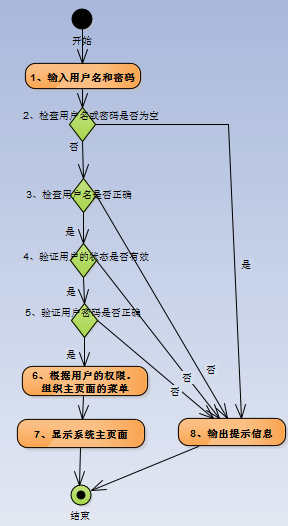 开始
1、输入用户名和密码
2、检查用户名或密码是否为空
否
3、检查用户名是否正确
是
4、验证用户的状态是否有效
是
是
5、验证用户密码是否正确
是
否
否
否
6、根据用户的权限，
组织主页面的菜单
7、显示系统主页面
8、输出提示信息
结束